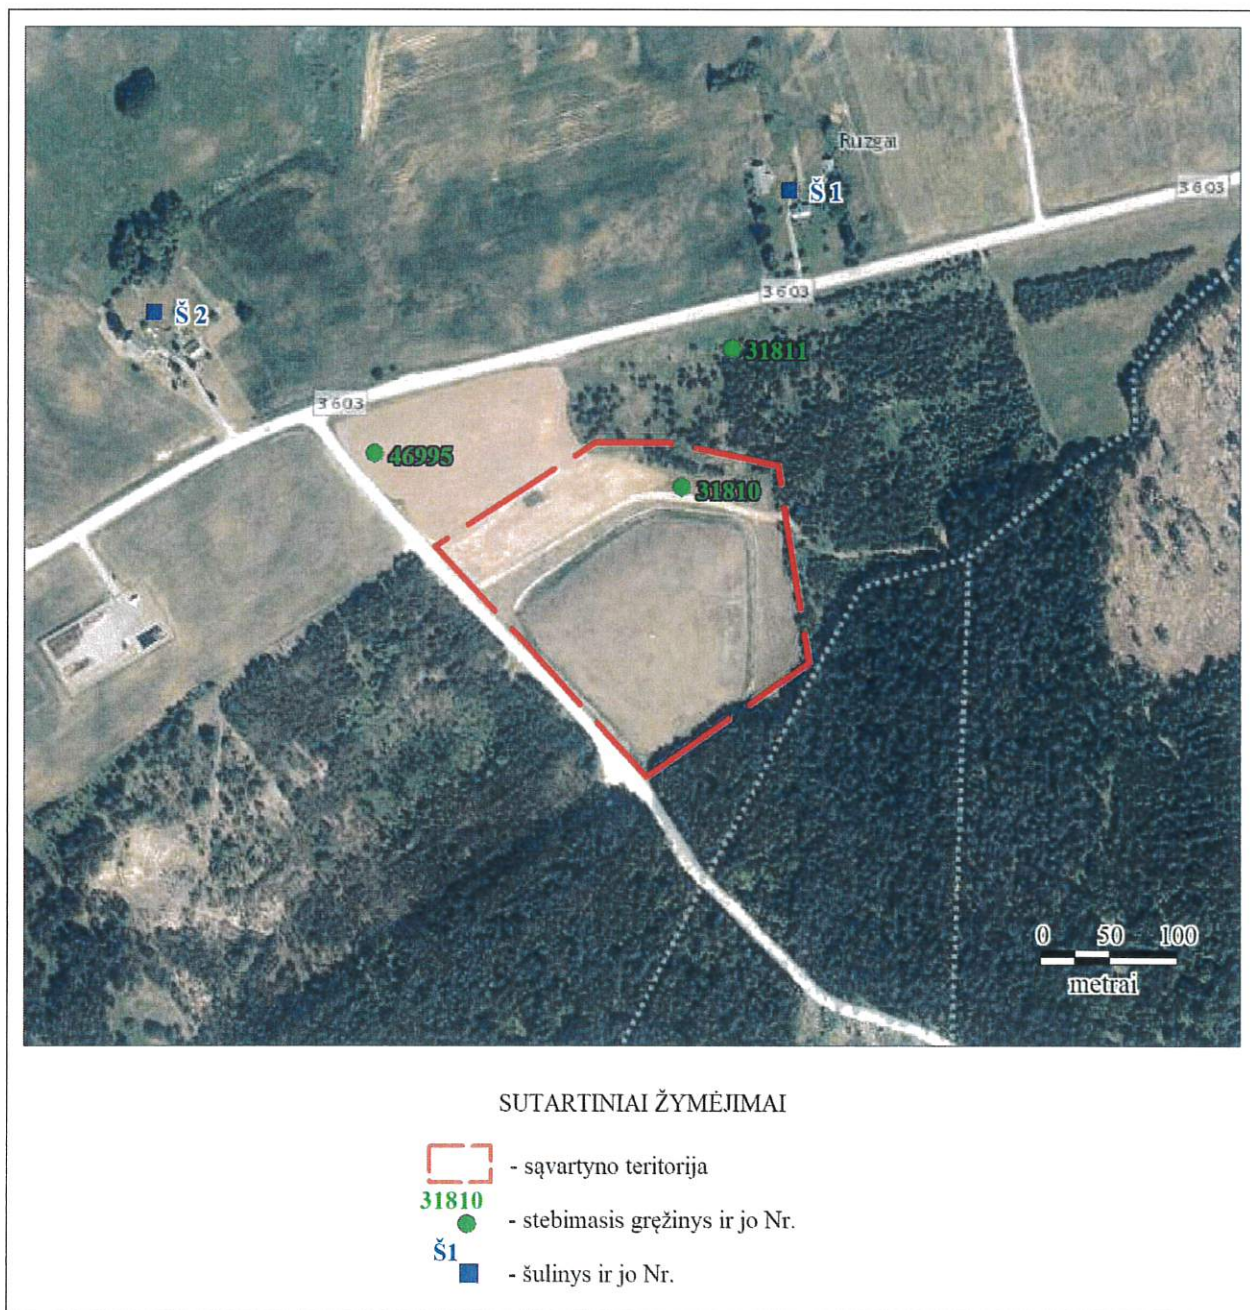 Ruzgai
Š 1
3603
3603
Š 2
31811
3603
46995
31810
0 50 100
metrai
SUTARTINIAI ŽYMĖJIMAI
- sąvartyno teritorija
31810
- stebimasis gręžinys ir jo Nr.
Š1
- šulinys ir jo Nr.